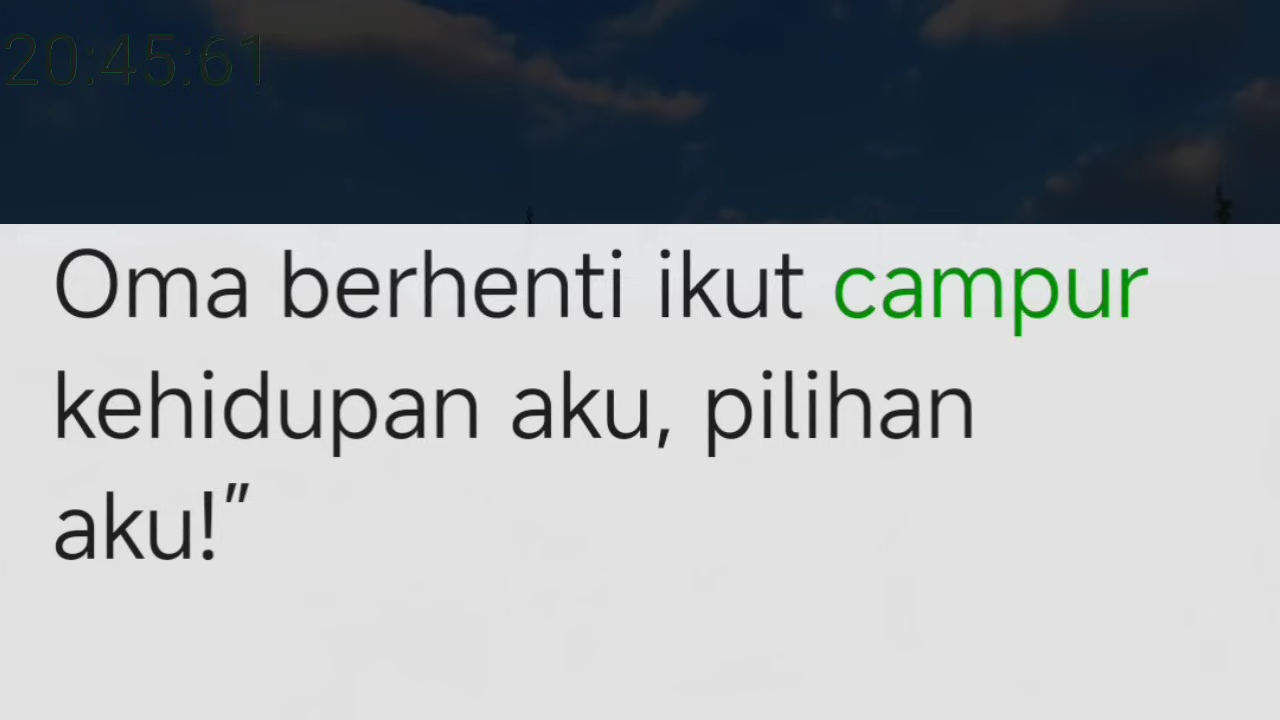 20:45:61
Oma berhenti ikut campur
kehidupan aku, pilihan
aku!”